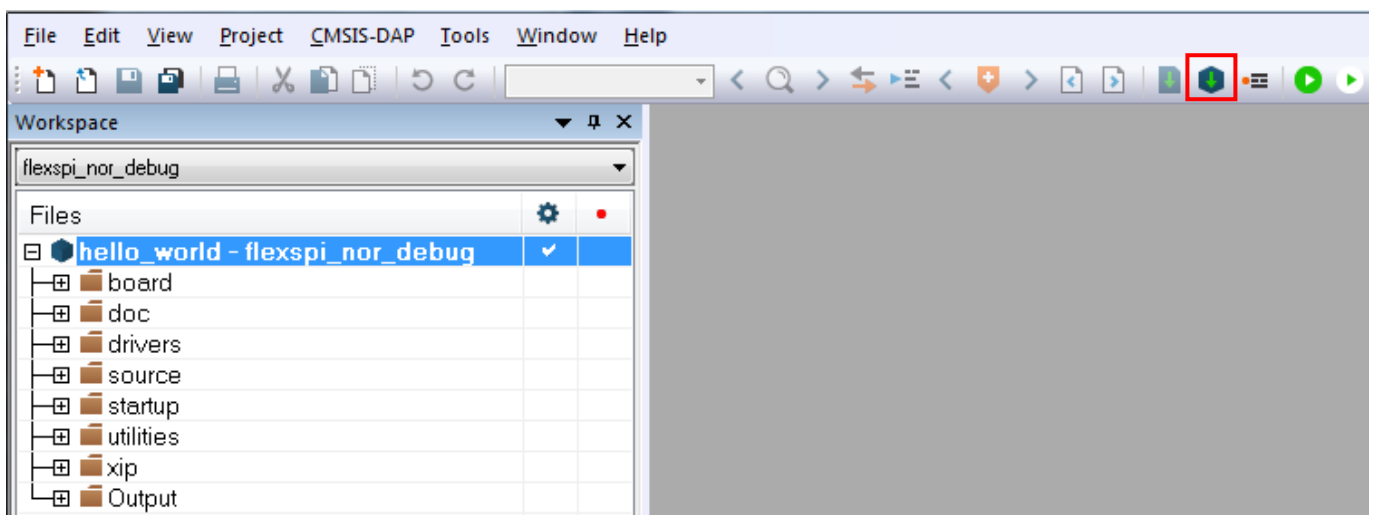 File Edit View Project CMSIS-DAP Tools Window Help
Workspace
flexspi_nor_debug
Files
hello_world - flexspi_nor_debug
board
doc
drivers
source
startup
utilities
xip
Output